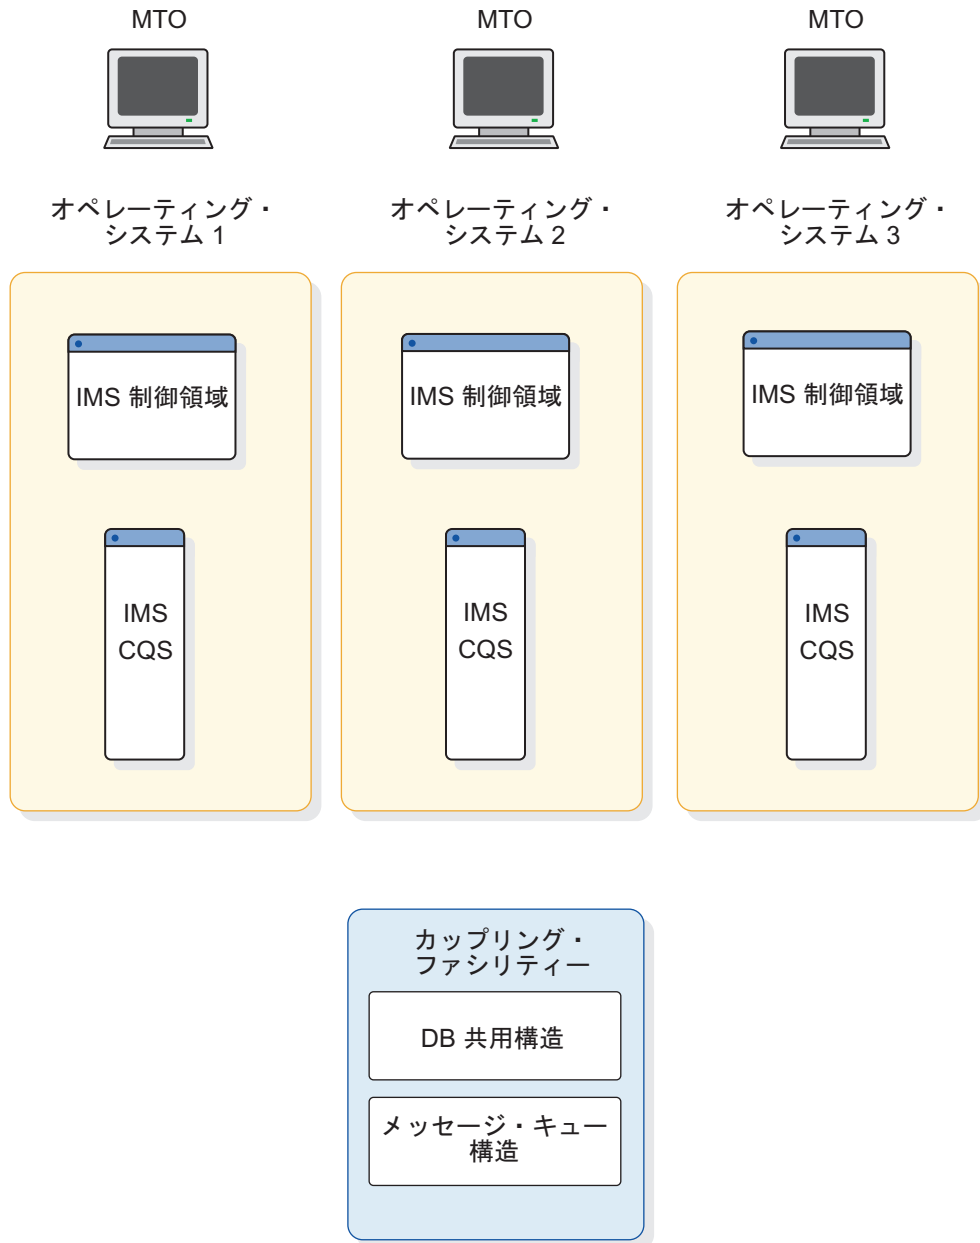 MTO
MTO
MTO
オペレーティング・
システム 1
オペレーティング・
システム 2
オペレーティング・
システム 3
IMS 制御領域
IMS 制御領域
IMS 制御領域
IMS
CQS
IMS
CQS
IMS
CQS
カップリング・
ファシリティー
DB 共用構造
メッセージ・キュー
構造